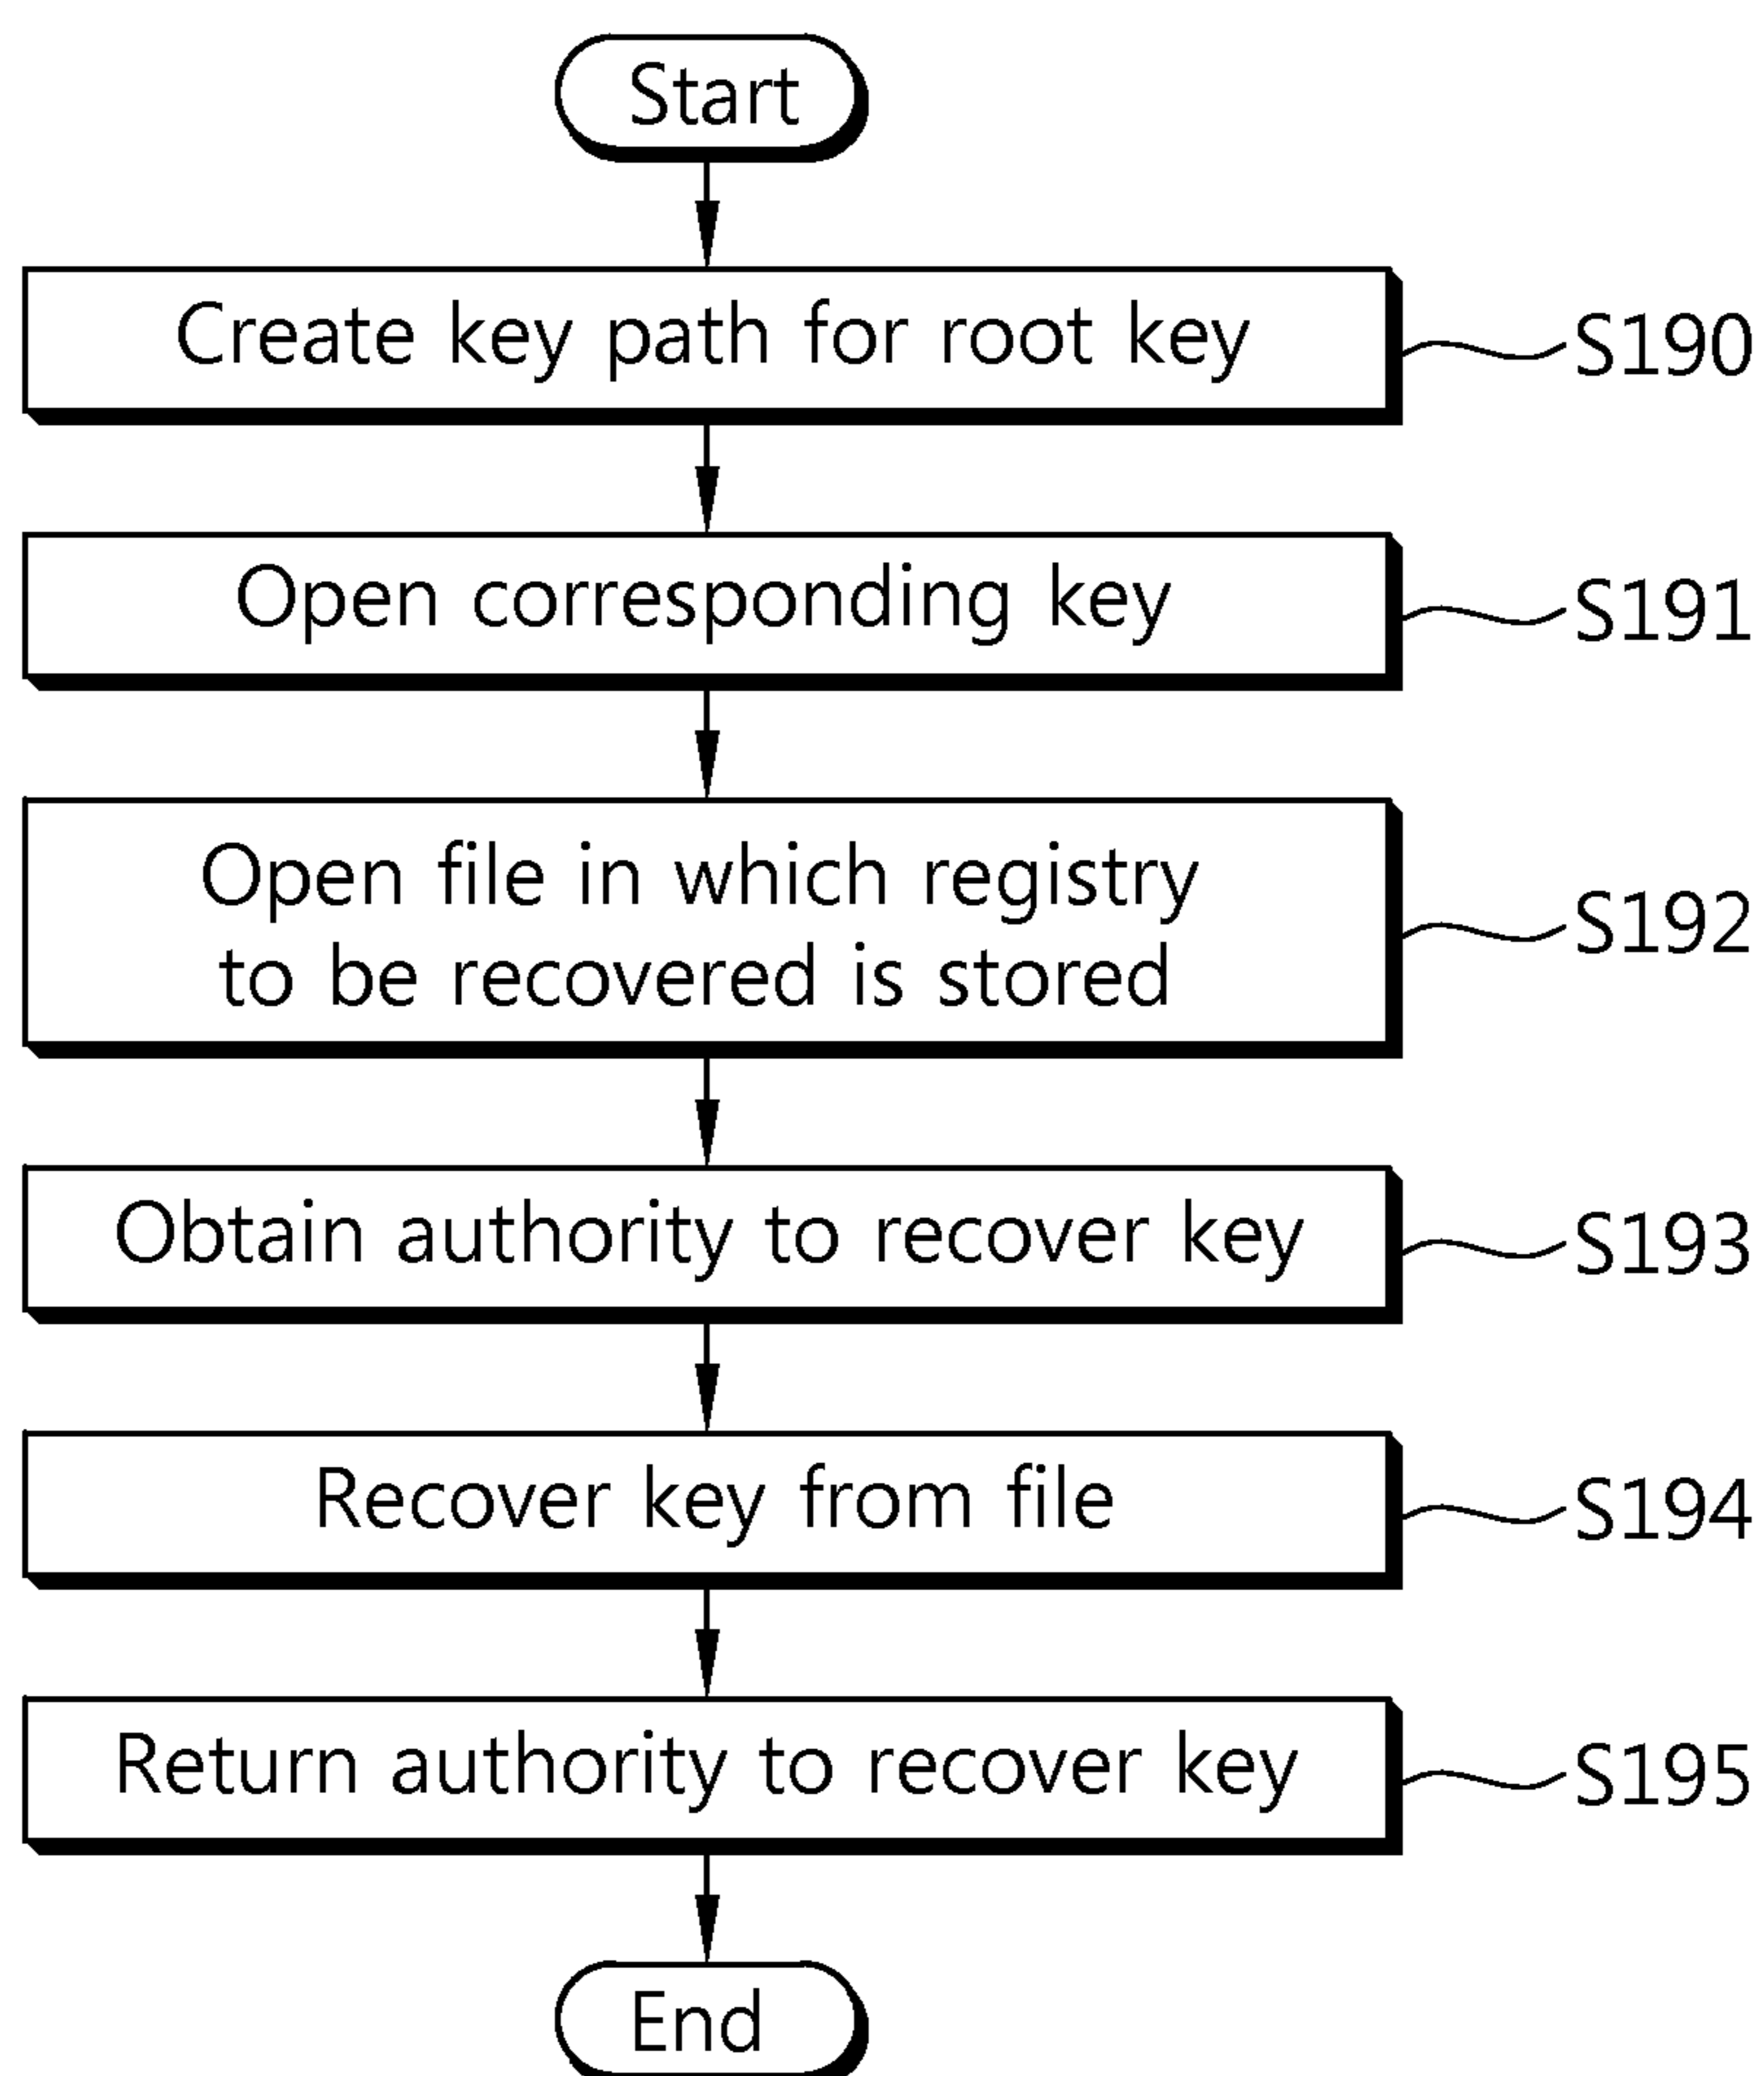 Start
Create key path for root key
S190
Open corresponding key
S191
Open file in which registry
to be recovered is stored
S192
Obtain authority to recover key
S193
Recover key from file
S194
Return authority to recover key
S195
End